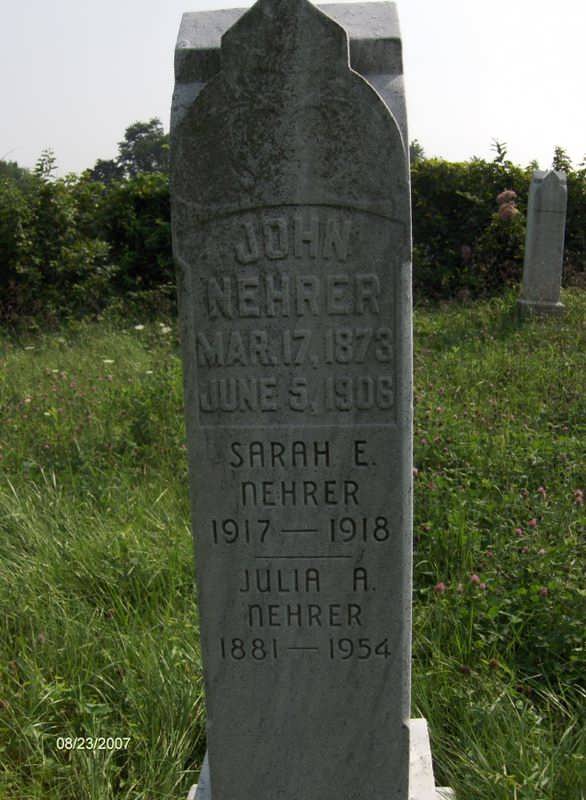 JOHN
NEHRER
MAR. 17, 1873
JUNE 5, 1906
SARAH E.
NEHRER
1917 — 1918
JULIA A.
NEHRER
1881 — 1954
08/23/2007